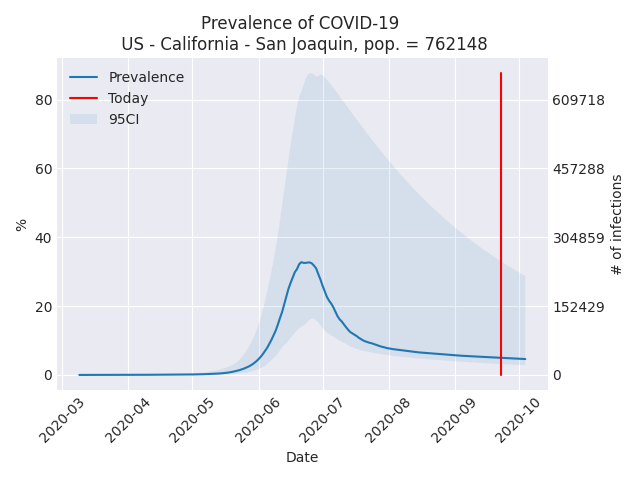 Prevalence of COVID-19
US - California - San Joaquin, pop. = 762148
Prevalence
Today
95CI
80
60
40
20
0
%
609718
457288
304859
152429
0
# of infections
2020-03
2020-04
2020-05
2020-06
2020-07
2020-08
2020-09
2020-10
Date